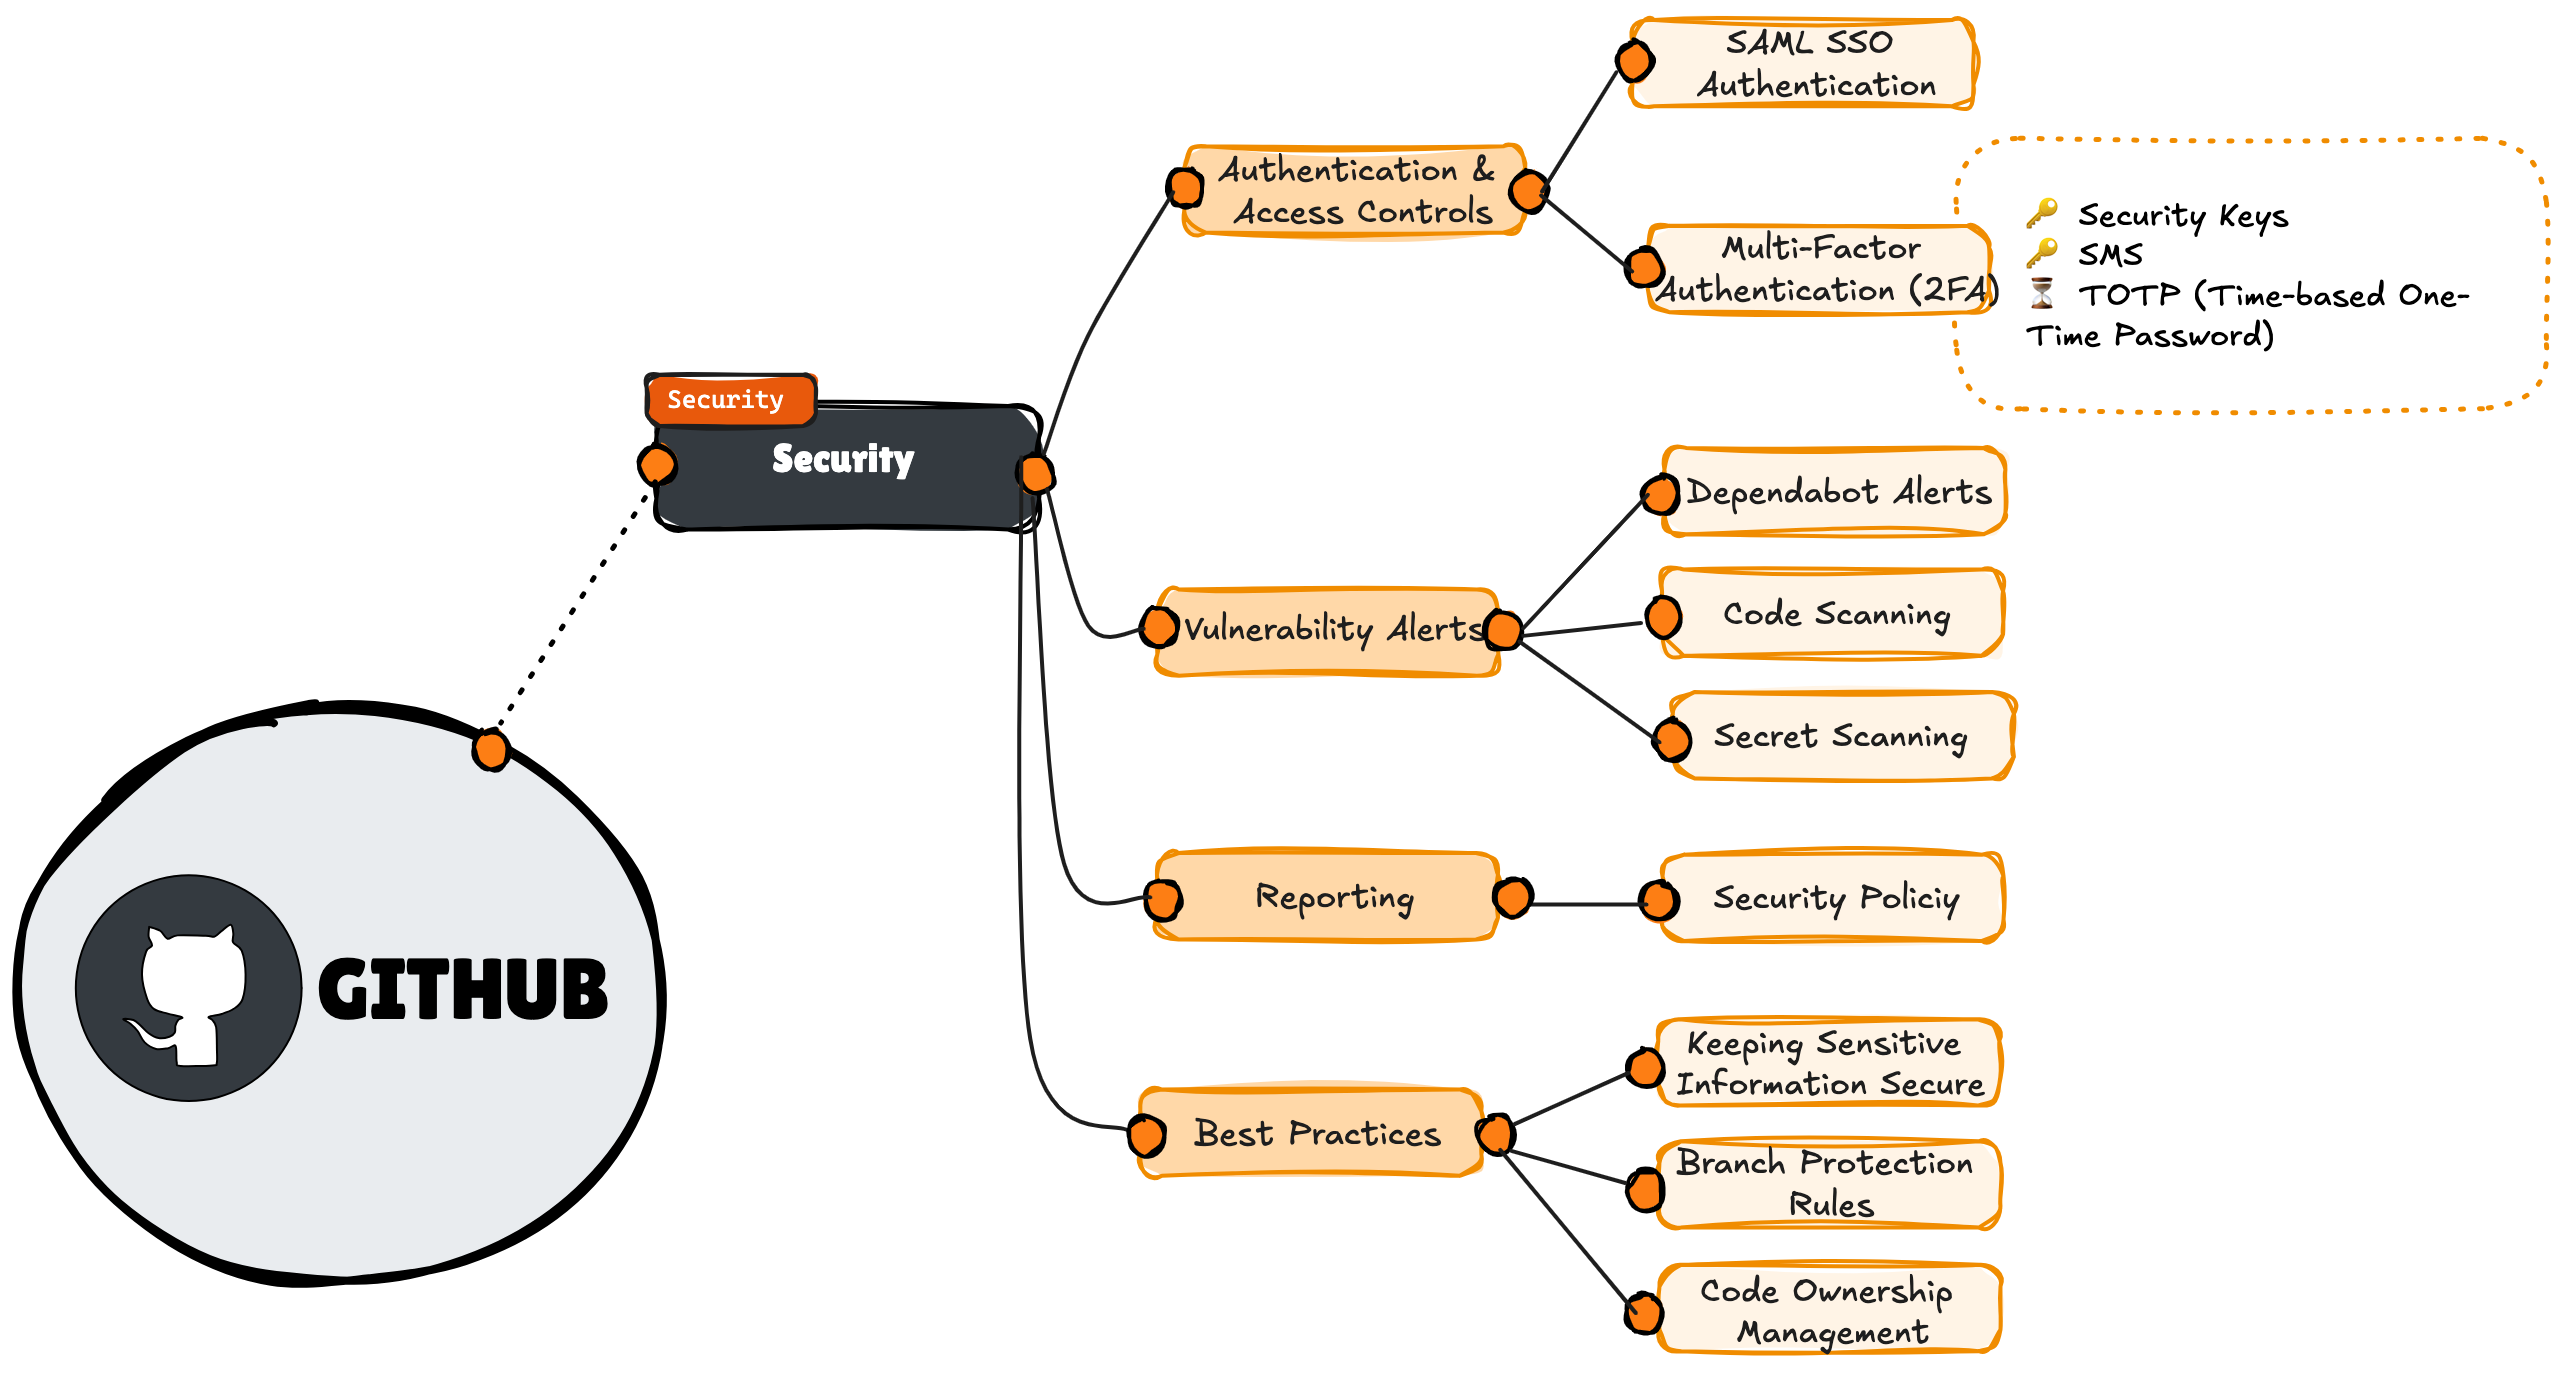 SAML SSO
Authentication
Authentication &
Access Controls
Multi-Factor
Authentication (2FA)
🔑 Security Keys
🔑 SMS
⏳ TOTP (Time-based One-
Time Password)
Security
Security
Dependabot Alerts
Vulnerability Alerts
Code Scanning
Secret Scanning
Reporting
Security Policiy
GITHUB
Best Practices
Keeping Sensitive
Information Secure
Branch Protection
Rules
Code Ownership
Management